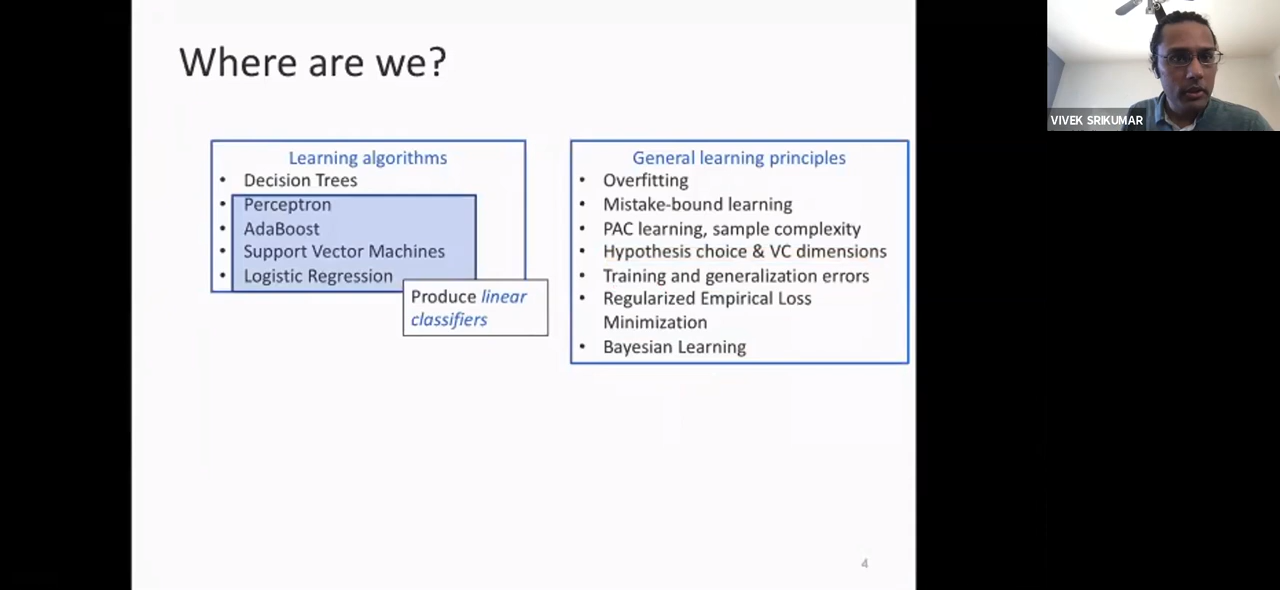 Where are we?
VIVEK SRIKUMAR
Learning algorithms
• Decision Trees
• Perceptron
• AdaBoost
• Support Vector Machines
• Logistic Regression
Produce linear
classifiers
General learning principles
• Overfitting
• Mistake-bound learning
• PAC learning, sample complexity
• Hypothesis choice & VC dimensions
• Training and generalization errors
• Regularized Empirical Loss
Minimization
• Bayesian Learning
4